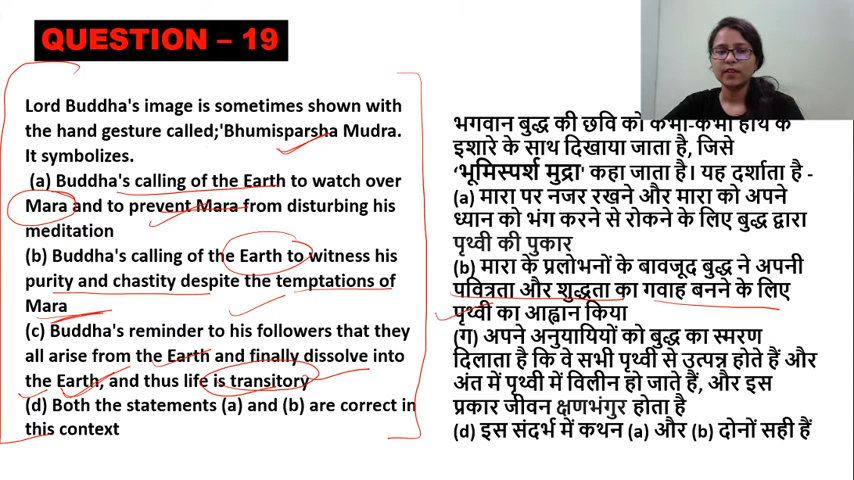 QUESTION – 19
Lord Buddha's image is sometimes shown with
the hand gesture called;'Bhumisparsha Mudra.
It symbolizes.
(a) Buddha's calling of the Earth to watch over
Mara and to prevent Mara from disturbing his
meditation
(b) Buddha's calling of the Earth to witness his
purity and chastity despite the temptations of
Mara
(c) Buddha's reminder to his followers that they
all arise from the Earth and finally dissolve into
the Earth, and thus life is transitory
(d) Both the statements (a) and (b) are correct in
this context
भगवान बुद्ध की छवि को कभी-कभी हाथ के
इशारे के साथ दिखाया जाता है, जिसे
‘भूमिस्पर्श मुद्रा' कहा जाता है। यह दर्शाता है -
(a) मारा पर नजर रखने और मारा को अपने
ध्यान को भंग करने से रोकने के लिए बुद्ध द्वारा
पृथ्वी की पुकार
(b) मारा के प्रलोभनों के बावजूद बुद्ध ने अपनी
पवित्रता और शुद्धता का गवाह बनने के लिए
पृथ्वी का आह्वान किया
(ग) अपने अनुयायियों को बुद्ध का स्मरण
दिलाता है कि वे सभी पृथ्वी से उत्पन्न होते हैं और
अंत में पृथ्वी में विलीन हो जाते हैं, और इस
प्रकार जीवन क्षणभंगुर होता है
(d) इस संदर्भ में कथन (a) और (b) दोनों सही हैं